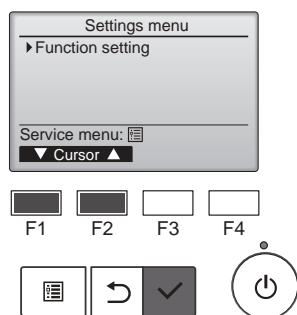 Settings menu
Function setting
Service menu:
▼ Cursor ▲
F1 F2 F3 F4